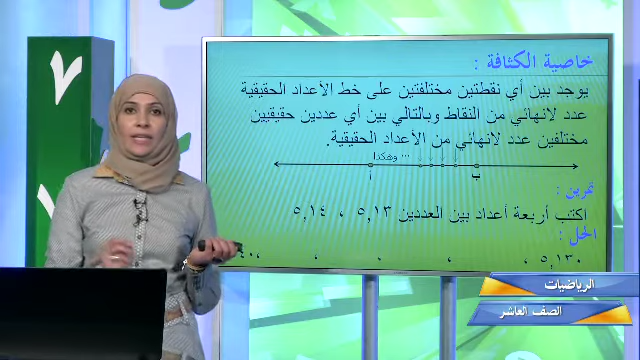 خاصية الكثافة :
يوجد بين أي نقطتين مختلفتين على خط الأعداد الحقيقية
عدد لانهائي من النقاط وبالتالي بين أي عددين حقيقيين
مختلفين عدد لانهائي من الأعداد الحقيقية.
... وهكذا
أ ب
تمرين :
اكتب أربعة أعداد بين العددين ٥,١٣ ، ٥,١٤
الحل :
٥,١٣٠ ، ، ، ،
الرياضيات
الصف العاشر
٧